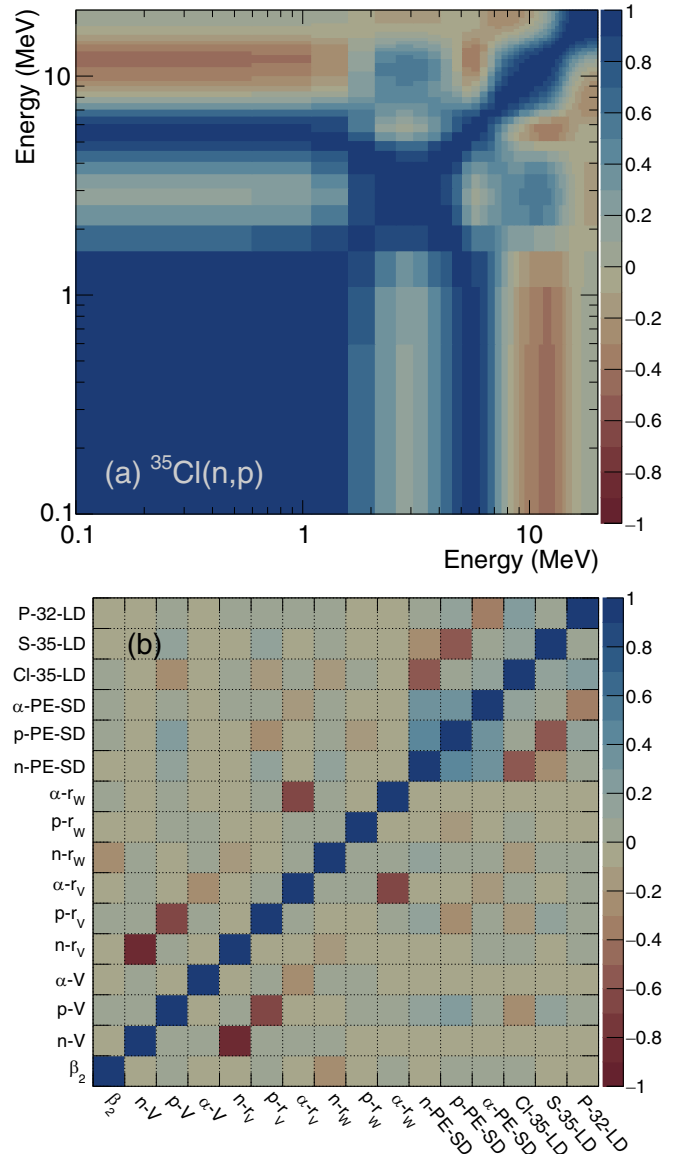 Energy (MeV)
10
1
0.1
(a) ³⁵Cl(n,p)
0.1
1
10
Energy (MeV)
1
0.8
0.6
0.4
0.2
0
−0.2
−0.4
−0.6
−0.8
−1
(b)
P-32-LD
S-35-LD
Cl-35-LD
α-PE-SD
p-PE-SD
n-PE-SD
α-r_W
p-r_W
n-r_W
α-r_V
p-r_V
n-r_V
α-V
p-V
n-V
β₂
β₂
n-V
p-V
α-V
n-r_V
p-r_V
α-r_V
n-r_W
p-r_W
α-r_W
n-PE-SD
p-PE-SD
α-PE-SD
Cl-35-LD
S-35-LD
P-32-LD
1
0.8
0.6
0.4
0.2
0
−0.2
−0.4
−0.6
−0.8
−1